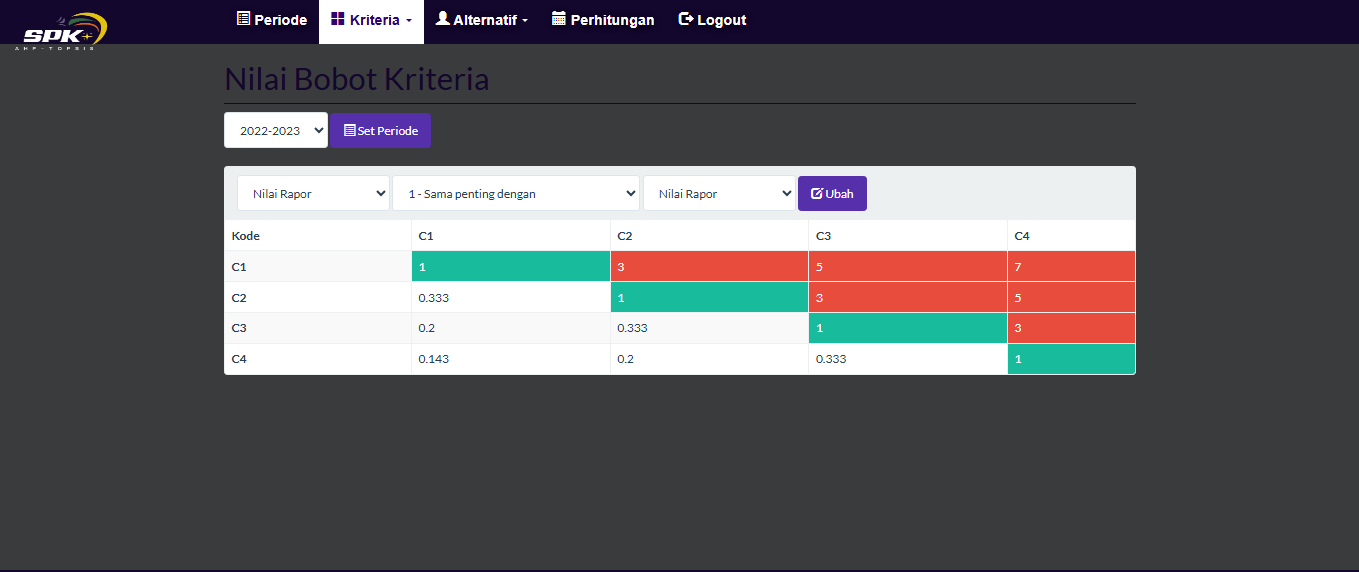 SPK
AHP-TOPSIS
Periode Kriteria Alternatif Perhitungan Logout
Nilai Bobot Kriteria
2022-2023 Set Periode
Nilai Rapor 1 - Sama penting dengan Nilai Rapor Ubah
Kode C1 C2 C3 C4
C1 1 3 5 7
C2 0.333 1 3 5
C3 0.2 0.333 1 3
C4 0.143 0.2 0.333 1